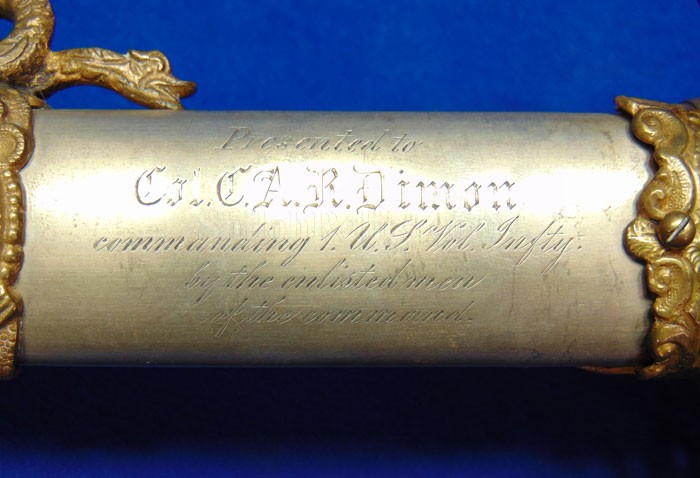 Presented to
Col. C. A. R. Dimon
commanding 1. U. S. Vol. Infty.
by the enlisted men
of the command.